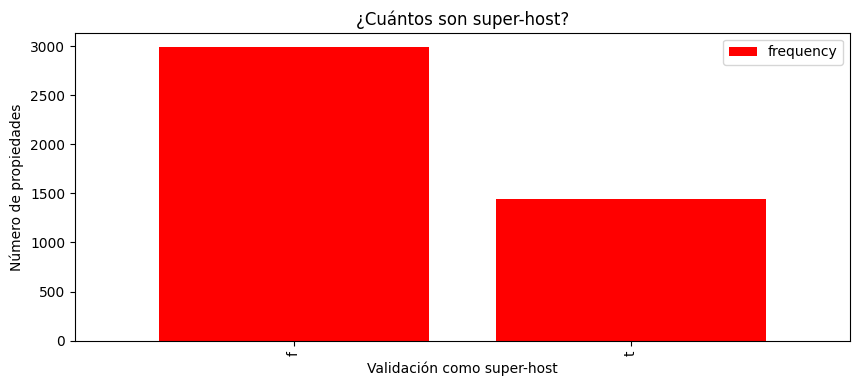 ¿Cuántos son super-host?
frequency
Número de propiedades
3000
2500
2000
1500
1000
500
0
f
t
Validación como super-host